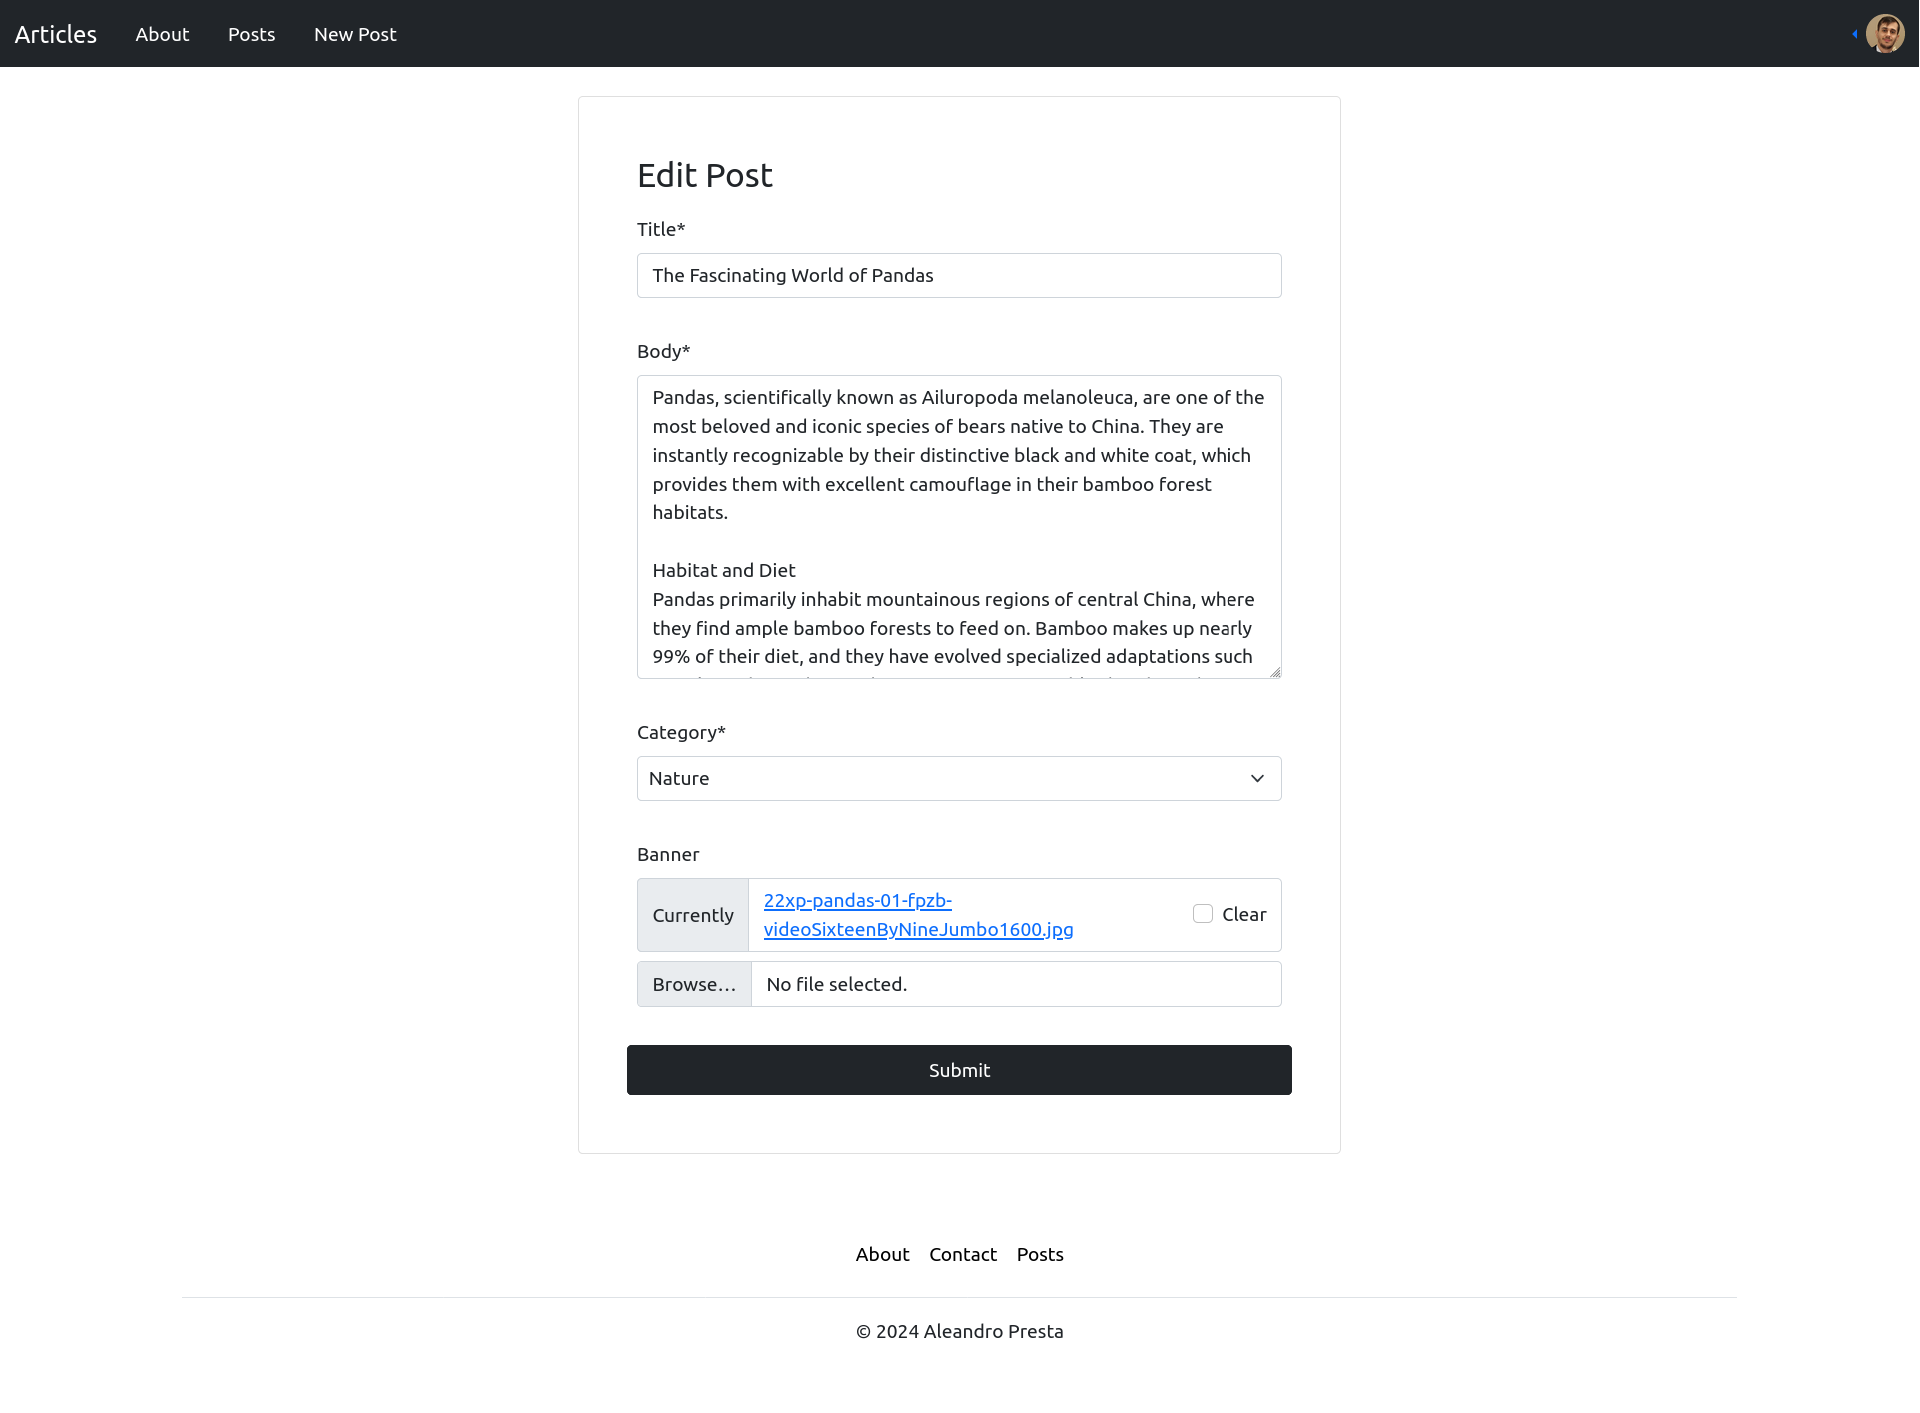 Articles About Posts New Post
Edit Post
Title*
The Fascinating World of Pandas
Body*
Pandas, scientifically known as Ailuropoda melanoleuca, are one of the
most beloved and iconic species of bears native to China. They are
instantly recognizable by their distinctive black and white coat, which
provides them with excellent camouflage in their bamboo forest
habitats.
Habitat and Diet
Pandas primarily inhabit mountainous regions of central China, where
they find ample bamboo forests to feed on. Bamboo makes up nearly
99% of their diet, and they have evolved specialized adaptations such
Category*
Nature
Banner
Currently
22xp-pandas-01-fpzb-
videoSixteenByNineJumbo1600.jpg
Clear
Browse… No file selected.
Submit
About Contact Posts
© 2024 Aleandro Presta